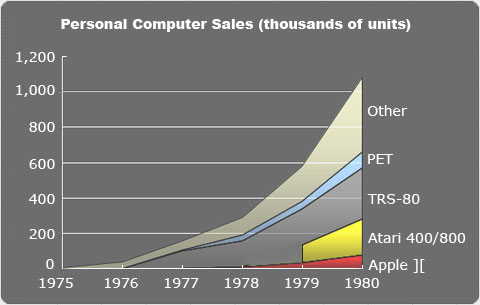 Personal Computer Sales (thousands of units)
1,200
1,000
800
600
400
200
0
Other
PET
TRS-80
Atari 400/800
Apple ][
1975 1976 1977 1978 1979 1980